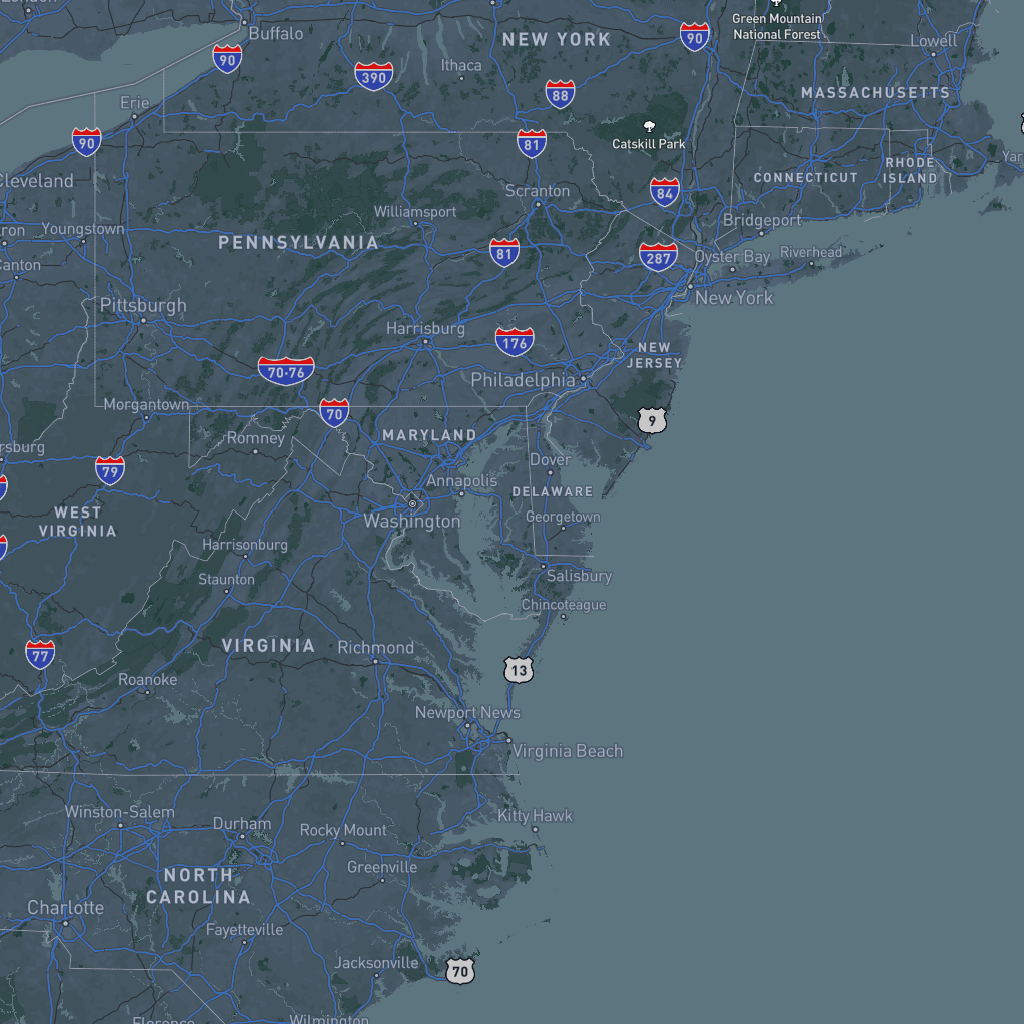 London
Green Mountain
National Forest
Buffalo
NEW YORK
90
Lowell
90
Ithaca
390
88
MASSACHUSETTS
Erie
90
81
Catskill Park
CONNECTICUT
RHODE
ISLAND
Cleveland
Scranton
84
Williamsport
Bridgeport
Youngstown
PENNSYLVANIA
81
287
Oyster Bay
Riverhead
Canton
Pittsburgh
New York
Harrisburg
176
NEW
JERSEY
70-76
Philadelphia
Morgantown
70
9
Romney
MARYLAND
rsburg
79
Dover
Annapolis
DELAWARE
WEST
VIRGINIA
Washington
Georgetown
Harrisonburg
Staunton
Salisbury
Chincoteague
77
VIRGINIA
Richmond
13
Roanoke
Newport News
Virginia Beach
Winston-Salem
Durham
Rocky Mount
Kitty Hawk
NORTH
CAROLINA
Greenville
Charlotte
Fayetteville
Jacksonville
70
Florence
Wilmington